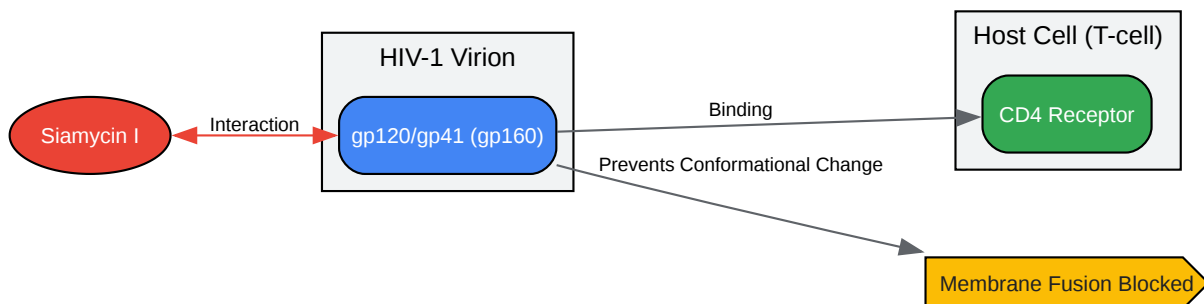 HIV-1 Virion
Host Cell (T-cell)
Siamycin I
Interaction
gp120/gp41 (gp160)
Binding
CD4 Receptor
Prevents Conformational Change
Membrane Fusion Blocked